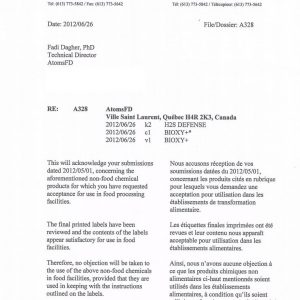 Tel: (613) 773-5842 / Fax: (613) 773-5642
Tel: (613) 773-5842 / Télécopieur: (613) 773-5642
Date: 2012/06/26
File/Dossier: A328
Fadi Dagher, PhD
Technical Director
AtomsFD
RE: A328 AtomsFD
Ville Saint Laurent, Québec H4R 2K3, Canada
2012/06/26 k2 H2S DEFENSE
2012/06/26 c1 BIOXY+*
2012/06/26 v1 BIOXY+
This will acknowledge your submissions
dated 2012/05/01, concerning the
aforementioned non-food chemical
products for which you have requested
acceptance for use in food processing
facilities.
The final printed labels have been
reviewed and the contents of the labels
appear satisfactory for use in food
facilities.
Therefore, no objection will be taken to
the use of the above non-food chemicals
in food facilities, provided that they are
used in keeping with the instructions
outlined on the labels.
Nous accusons réception de vos
soumissions datées du 2012/05/01,
concernant les produits cités en rubrique
pour lesquels vous demandez une
acceptation pour utilisation dans les
établissements de transformation
alimentaire.
Les étiquettes finales imprimées ont été
revues et leur contenu nous apparaît
acceptable pour utilisation dans les
établissements alimentaires.
Ainsi, nous n'avons aucune objection à
ce que les produits chimiques non
alimentaires ci-haut mentionnés soient
utilisés dans les établissements
alimentaires, à condition qu'ils soient